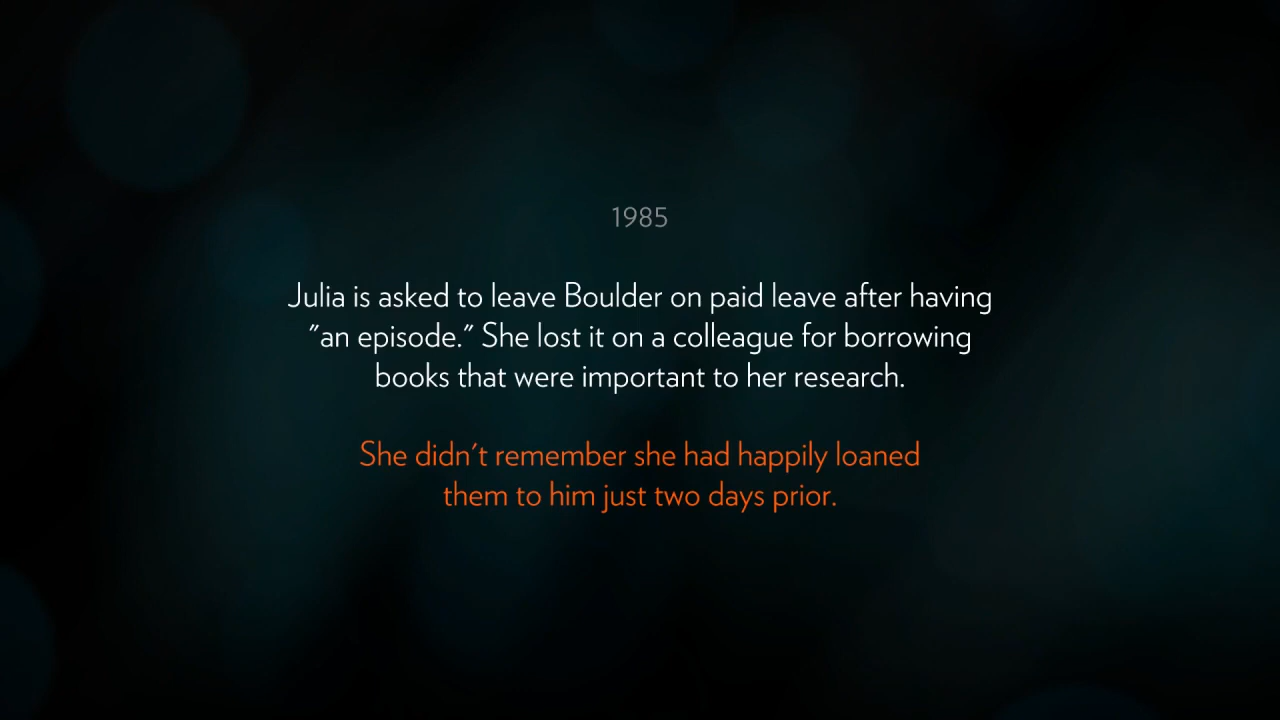 1985
Julia is asked to leave Boulder on paid leave after having
"an episode." She lost it on a colleague for borrowing
books that were important to her research.
She didn't remember she had happily loaned
them to him just two days prior.